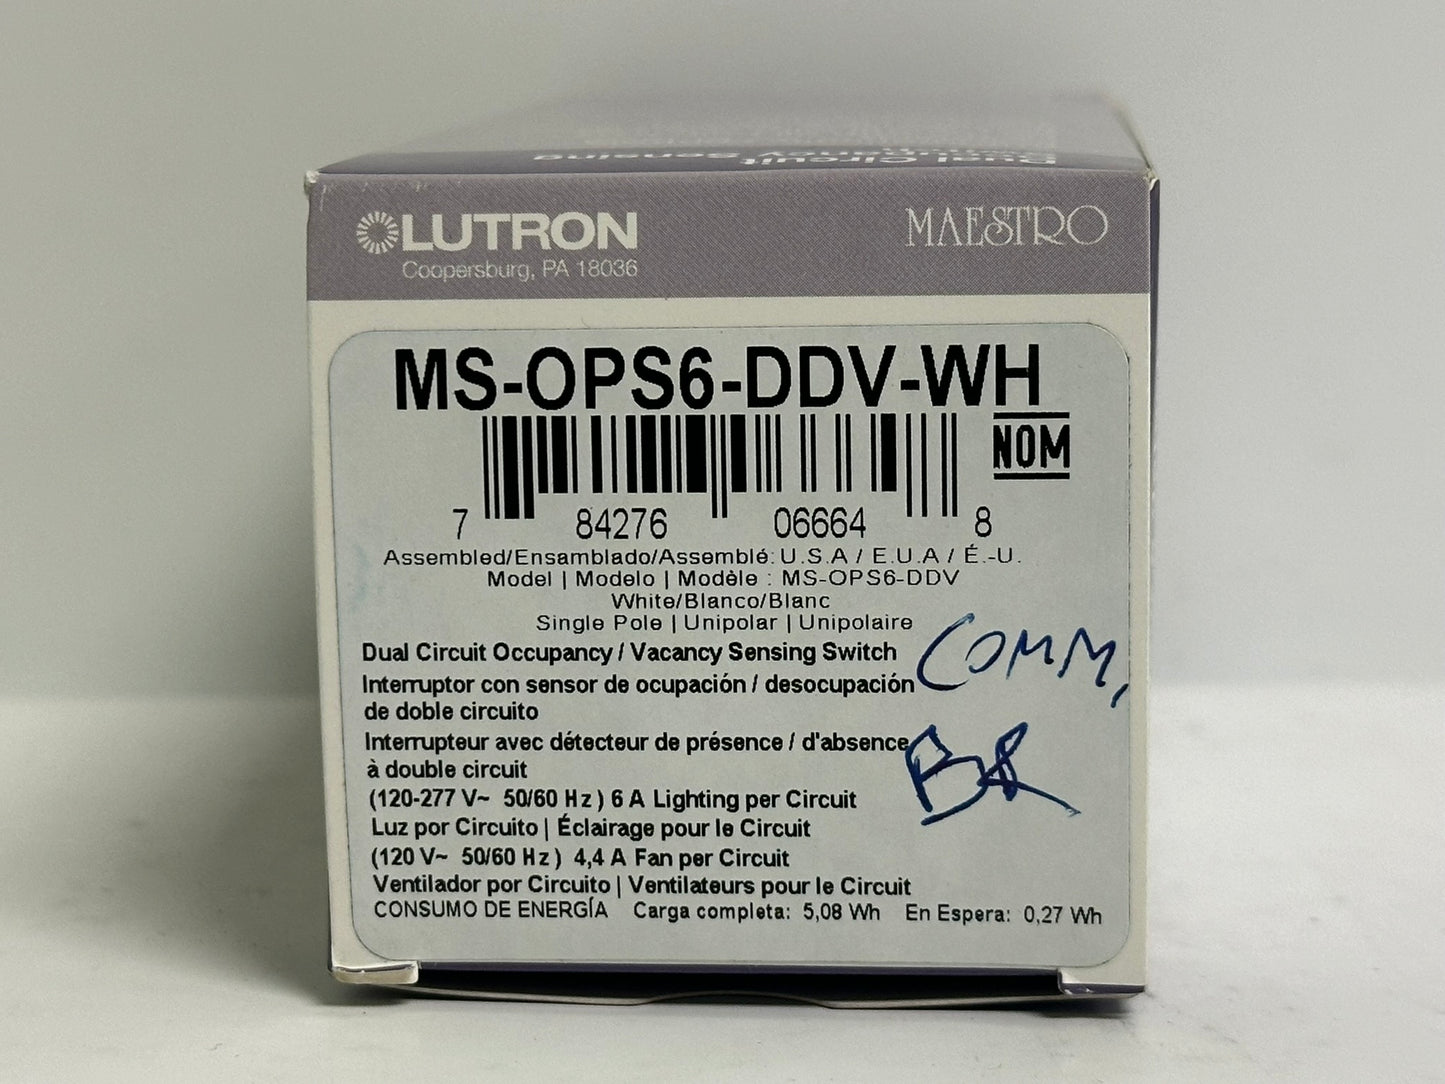 Dual Circuit
Occupancy Sensing
LUTRON
Coopersburg, PA 18036
MAESTRO
MS-OPS6-DDV-WH
NOM
7 84276 06664 8
Assembled/Ensamblado/Assemblé: U.S.A / E.U.A / É.-U.
Model | Modelo | Modèle : MS-OPS6-DDV
White/Blanco/Blanc
Single Pole | Unipolar | Unipolaire
Dual Circuit Occupancy / Vacancy Sensing Switch
COMM,
Interruptor con sensor de ocupación / desocupación
de doble circuito
Interrupteur avec détecteur de présence / d'absence
à double circuit
BR
(120-277 V~ 50/60 Hz) 6 A Lighting per Circuit
Luz por Circuito | Éclairage pour le Circuit
(120 V~ 50/60 Hz) 4,4 A Fan per Circuit
Ventilador por Circuito | Ventilateurs pour le Circuit
CONSUMO DE ENERGÍA Carga completa: 5,08 Wh En Espera: 0,27 Wh